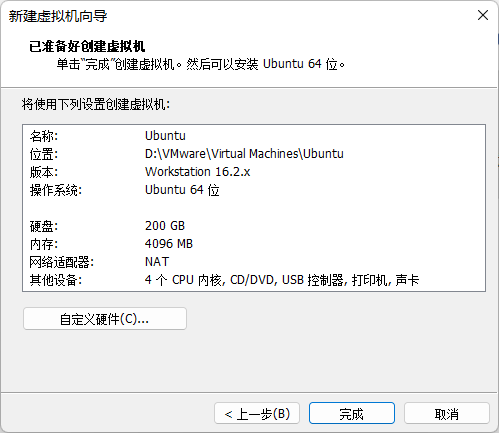 新建虚拟机向导
已准备好创建虚拟机
单击“完成”创建虚拟机。然后可以安装 Ubuntu 64 位。
将使用下列设置创建虚拟机:
名称: Ubuntu
位置: D:\VMware\Virtual Machines\Ubuntu
版本: Workstation 16.2.x
操作系统: Ubuntu 64 位
硬盘: 200 GB
内存: 4096 MB
网络适配器: NAT
其他设备: 4 个 CPU 内核, CD/DVD, USB 控制器, 打印机, 声卡
自定义硬件(C)...
< 上一步(B) 完成 取消